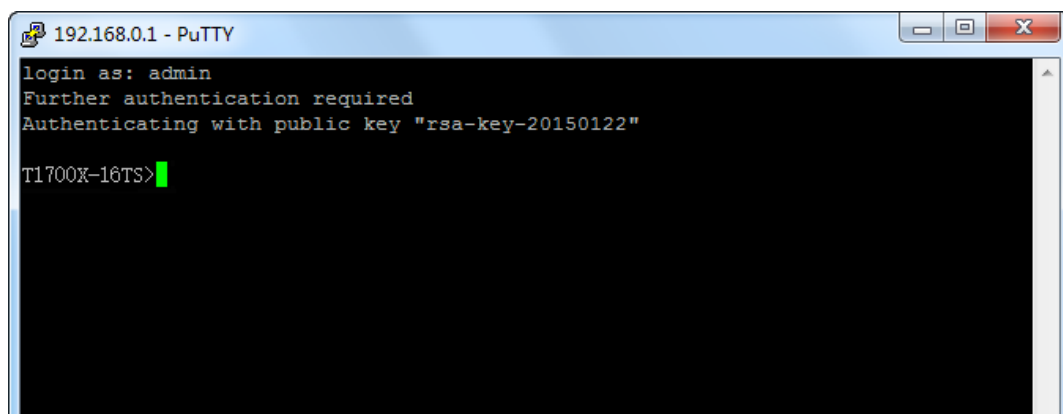 192.168.0.1 - PuTTY
login as: admin
Further authentication required
Authenticating with public key "rsa-key-20150122"
T1700X-16TS>